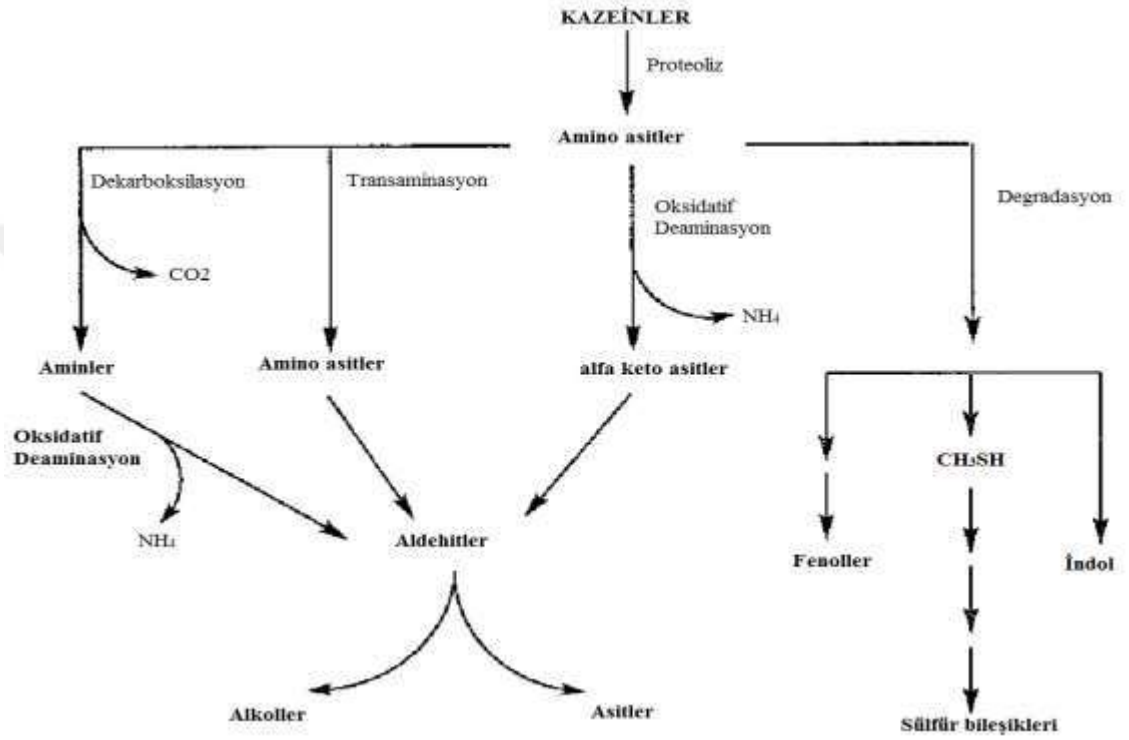 KAZEİNLER
Proteoliz
Amino asitler
Dekarboksilasyon
Transaminasyon
Oksidatif
Deaminasyon
Degradasyon
CO2
NH₄
Aminler
Amino asitler
alfa keto asitler
Oksidatif
Deaminasyon
CH₃SH
NH₄
Aldehitler
Fenoller
İndol
Alkoller
Asitler
Sülfür bileşikleri